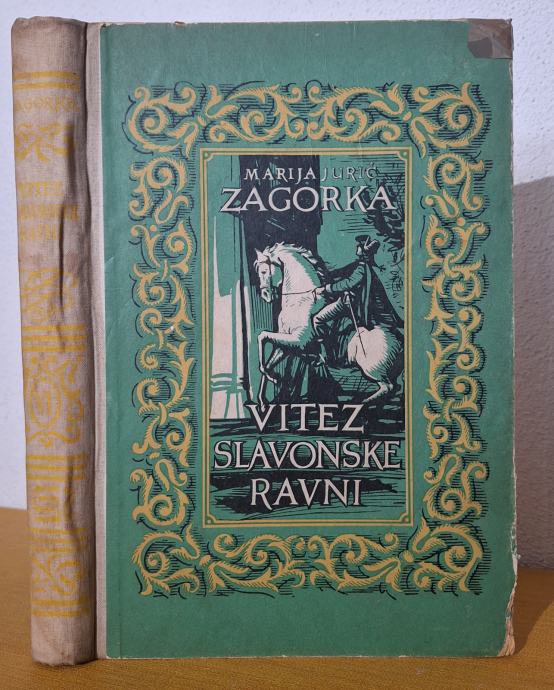 MARIJA JURIĆ
ZAGORKA
VITEZ
SLAVONSKE
RAVNI
ZAGORKA
VITEZ
SLAVONSKE
RAVNI